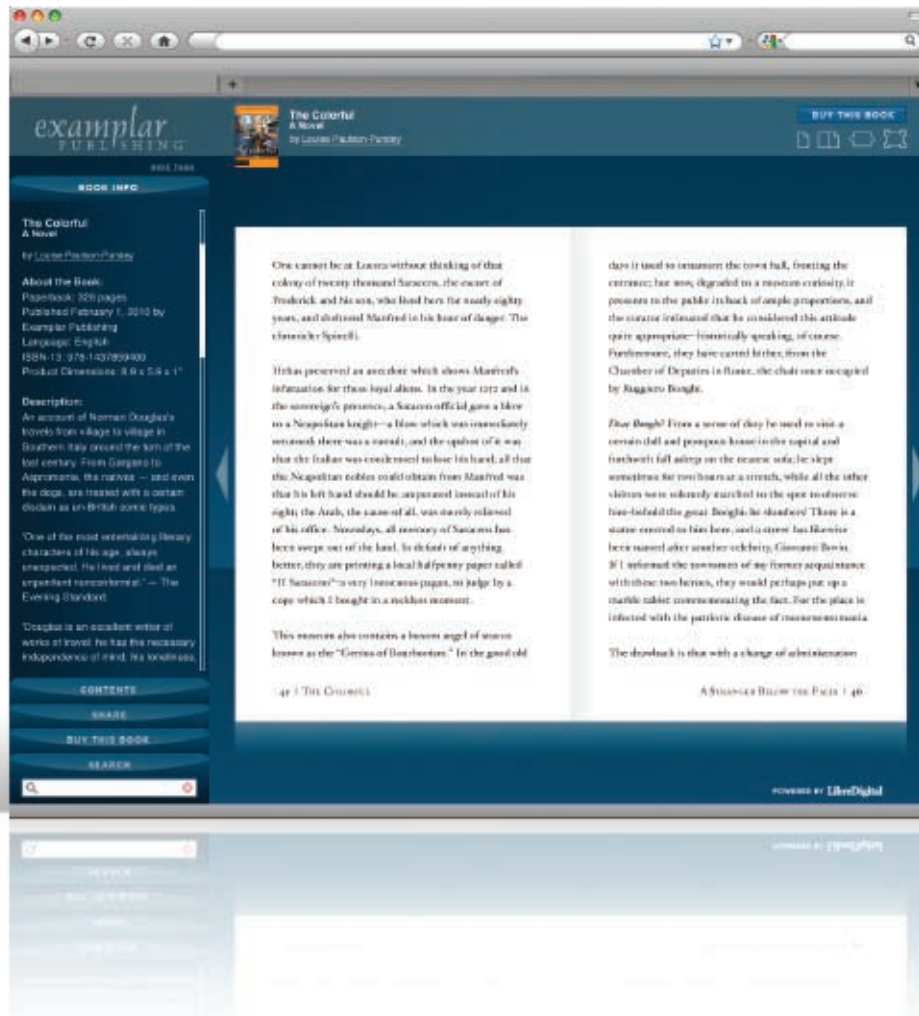 examplar
PUBLISHING
HIDE TABS
BOOK INFO
The Colorful
A Novel
by Louise Paulson-Pursley
About the Book:
Paperback: 328 pages
Published February 1, 2010 by
Examplar Publishing
Language: English
ISBN-13: 978-1437859409
Product Dimensions: 8.9 x 5.9 x 1"
Description:
An account of Norman Douglas's
travels from village to village in
Southern Italy around the turn of the
last century. From Gargano to
Aspromonte, the natives — and even
the dogs, are treated with a certain
disdain as un-British comic types.
"One of the most entertaining literary
characters of his age, always
unexpected. He lived and died an
unpenitent nonconformist." — The
Evening Standard
"Douglas is an excellent writer of
works of travel: he has the necessary
independence of mind, his loneliness,
CONTENTS
SHARE
BUY THIS BOOK
SEARCH
The Colorful
A Novel
by Louise Paulson-Pursley
BUY THIS BOOK
One cannot be at Lucera without thinking of that
colony of twenty thousand Saracens, the escort of
Frederick and his son, who lived here for nearly eighty
years, and sheltered Manfred in his hour of danger. The
chronicler Spinelli.
He has preserved an anecdote which shows Manfred's
infatuation for these loyal aliens. In the year 1252 and in
the sovereign's presence, a Saracen official gave a blow
to a Neapolitan knight—a blow which was immediately
returned; there was a tumult, and the upshot of it was
that the Italian was condemned to lose his hand; all that
the Neapolitan nobles could obtain from Manfred was
that his left hand should be amputated instead of his
right; the Arab, the cause of all, was merely relieved
of his office. Nowadays, all memory of Saracens has
been swept out of the land. In default of anything
better, they are printing a local halfpenny paper called
"Il Saraceno"—a very innocuous pagan, to judge by a
copy which I bought in a reckless moment.
This museum also contains a buxom angel of stucco
known as the "Genius of Bourbonism." In the good old
| THE COLORFUL
days it used to ornament the town hall, fronting the
entrance; but now, degraded to a museum curiosity, it
presents to the public its back of ample proportions, and
the curator intimated that he considered this attitude
quite appropriate—historically speaking, of course.
Furthermore, they have carted hither, from the
Chamber of Deputies in Rome, the chair once occupied
by Ruggiero Bonghi.
Dear Bonghi! From a sense of duty he used to visit a
certain dull and pompous house in the capital and
forthwith fall asleep on the nearest sofa; he slept
sometimes for two hours at a stretch, while all the other
visitors were solemnly marched to the spot to observe
him—behold the great Bonghi: he slumbers! There is a
statue erected to him here, and a street has likewise
been named after another celebrity, Giovanni Bovio.
If I informed the townsmen of my former acquaintance
with these two heroes, they would perhaps put up a
marble tablet commemorating the fact. For the place is
infected with the patriotic disease of monumentomania.
The drawback is that with a change of administration
A STRANGER BELOW THE | 46
POWERED BY LibreDigital